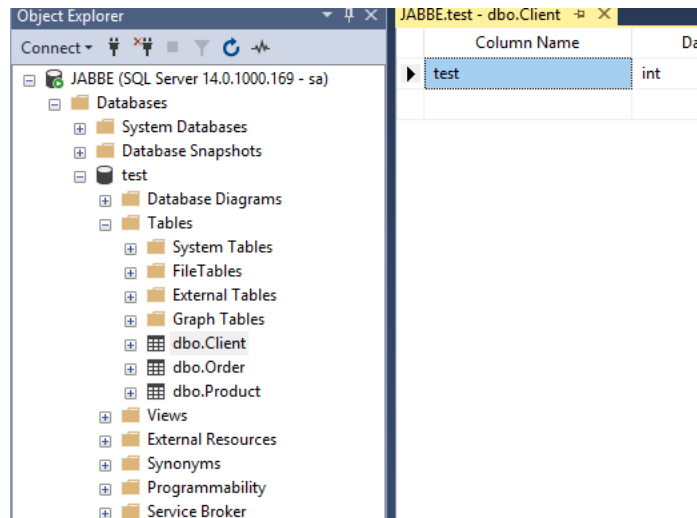 Object Explorer
Connect
JABBE (SQL Server 14.0.1000.169 - sa)
Databases
System Databases
Database Snapshots
test
Database Diagrams
Tables
System Tables
FileTables
External Tables
Graph Tables
dbo.Client
dbo.Order
dbo.Product
Views
External Resources
Synonyms
Programmability
Service Broker
JABBE.test - dbo.Client
Column Name Da
test int